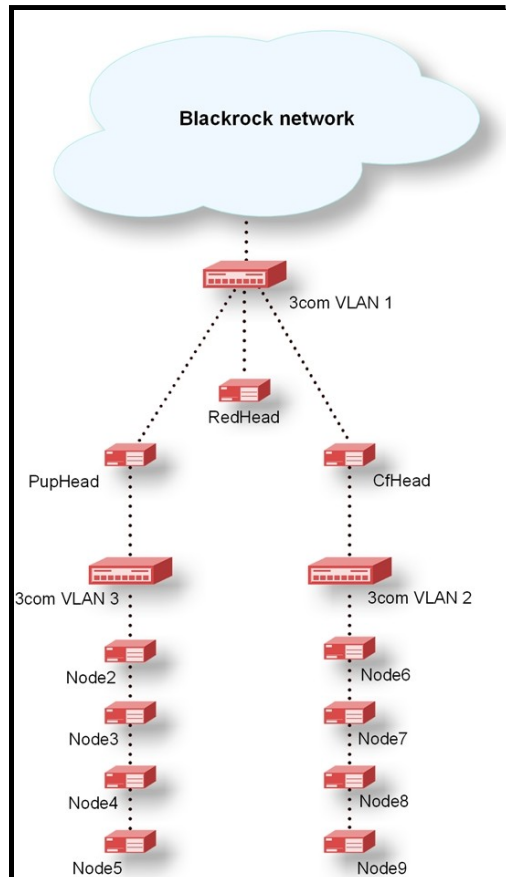 Blackrock network
3com VLAN 1
RedHead
PupHead
CfHead
3com VLAN 3
3com VLAN 2
Node2
Node6
Node3
Node7
Node4
Node8
Node5
Node9